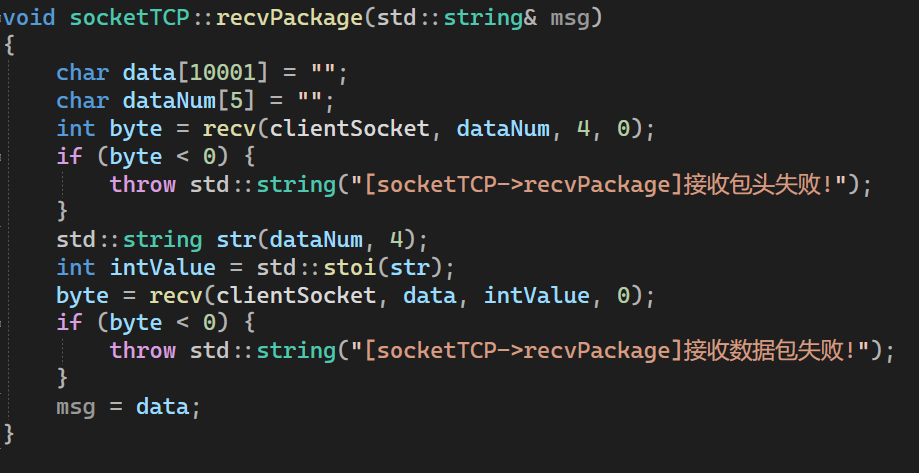 void socketTCP::recvPackage(std::string& msg)
{
    char data[10001] = "";
    char dataNum[5] = "";
    int byte = recv(clientSocket, dataNum, 4, 0);
    if (byte < 0) {
        throw std::string("[socketTCP->recvPackage]接收包头失败!");
    }
    std::string str(dataNum, 4);
    int intValue = std::stoi(str);
    byte = recv(clientSocket, data, intValue, 0);
    if (byte < 0) {
        throw std::string("[socketTCP->recvPackage]接收数据包失败!");
    }
    msg = data;
}